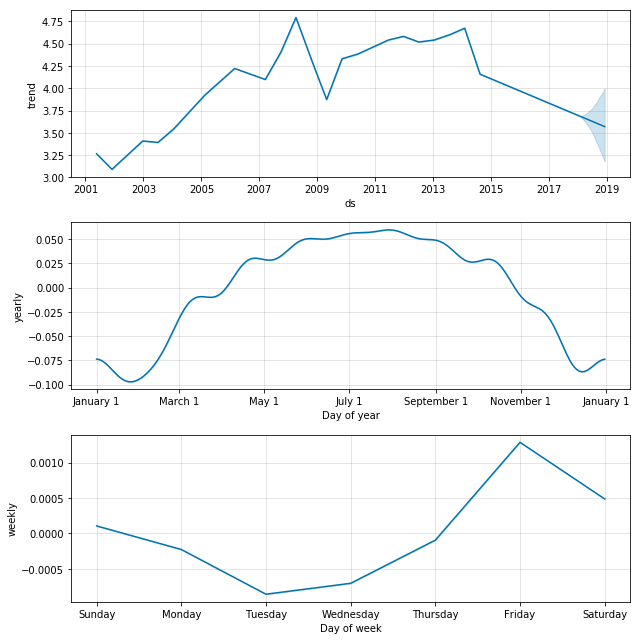 4.75
4.50
4.25
4.00
3.75
3.50
3.25
3.00
trend
2001 2003 2005 2007 2009 2011 2013 2015 2017 2019
ds
0.050
0.025
0.000
−0.025
−0.050
−0.075
−0.100
yearly
January 1 March 1 May 1 July 1 September 1 November 1 January 1
Day of year
0.0010
0.0005
0.0000
−0.0005
weekly
Sunday Monday Tuesday Wednesday Thursday Friday Saturday
Day of week